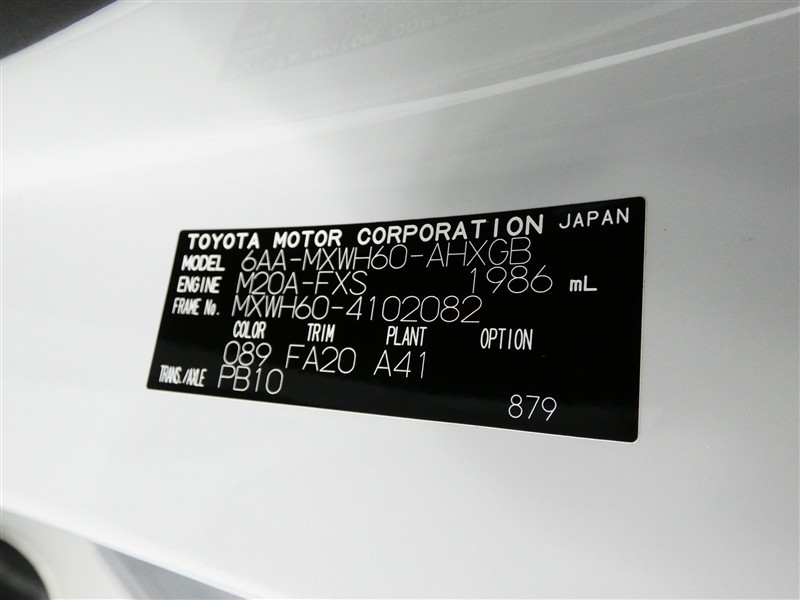 TOYOTA MOTOR CORPORATION JAPAN
MODEL 6AA-MXWH60-AHXGB
ENGINE M20A-FXS 1986 mL
FRAME No. MXWH60-4102082
COLOR TRIM PLANT OPTION
089 FA20 A41
TRANS./AXLE PB10
879